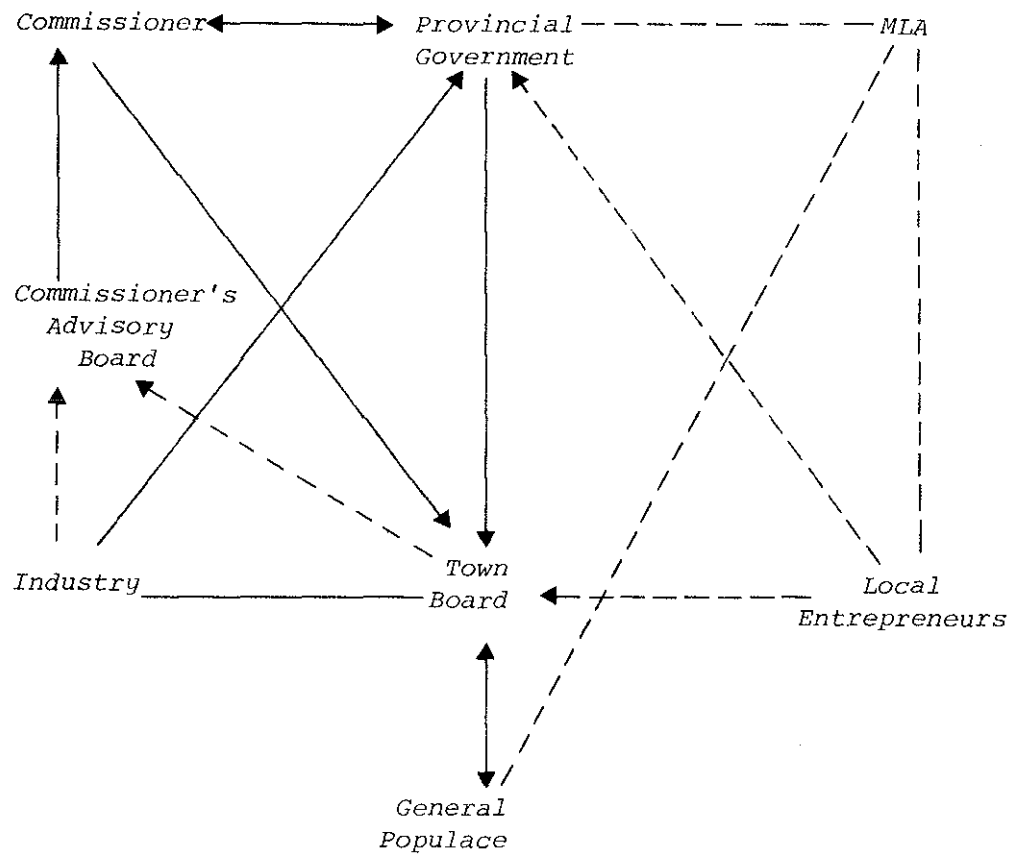 Commissioner
Provincial
Government
MLA
Commissioner's
Advisory
Board
Industry
Town
Board
Local
Entrepreneurs
General
Populace